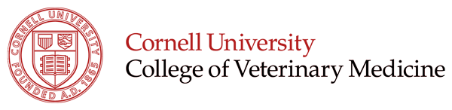 CORNELL UNIVERSITY
FOUNDED A.D. 1865
Cornell University
College of Veterinary Medicine